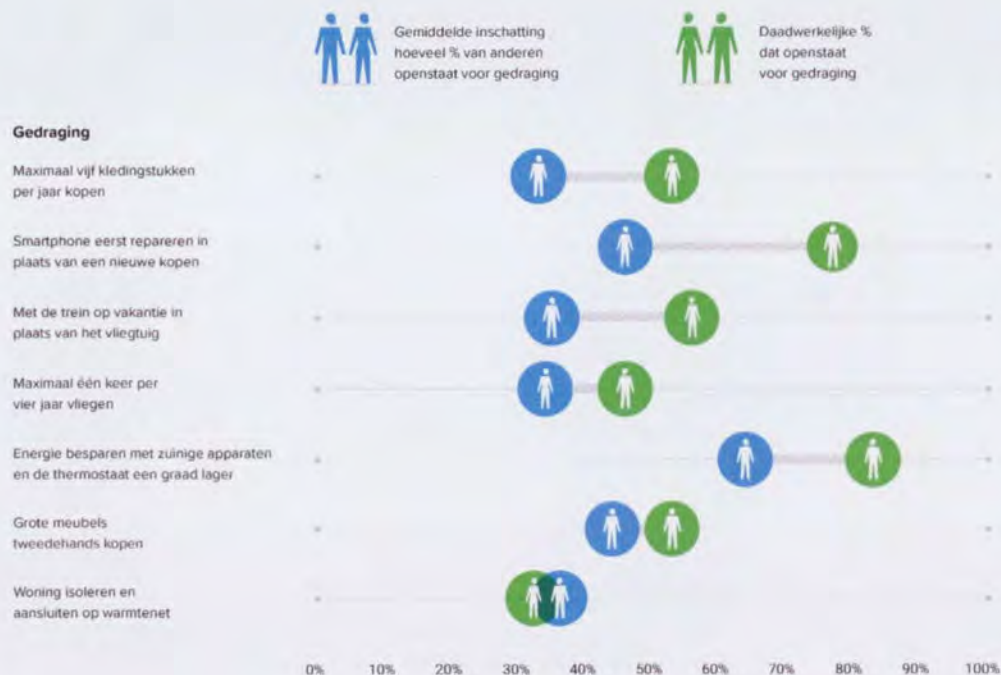 Gemiddelde inschatting
hoeveel % van anderen
openstaat voor gedraging
Daadwerkelijke %
dat openstaat
voor gedraging
Gedraging
Maximaal vijf kledingstukken
per jaar kopen
Smartphone eerst repareren in
plaats van een nieuwe kopen
Met de trein op vakantie in
plaats van het vliegtuig
Maximaal één keer per
vier jaar vliegen
Energie besparen met zuinige apparaten
en de thermostaat een graad lager
Grote meubels
tweedehands kopen
Woning isoleren en
aansluiten op warmtenet
0% 10% 20% 30% 40% 50% 60% 70% 80% 90% 100%